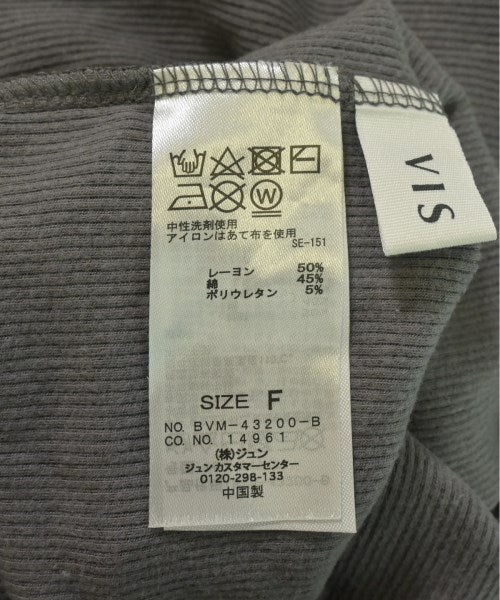 中性洗剤使用
アイロンはあて布を使用
SE-151
レーヨン 50%
綿 45%
ポリウレタン 5%
SIZE F
NO. BVM-43200-B
CO. NO. 14961
(株)ジュン
ジュンカスタマーセンター
0120-298-133
中国製
VIS